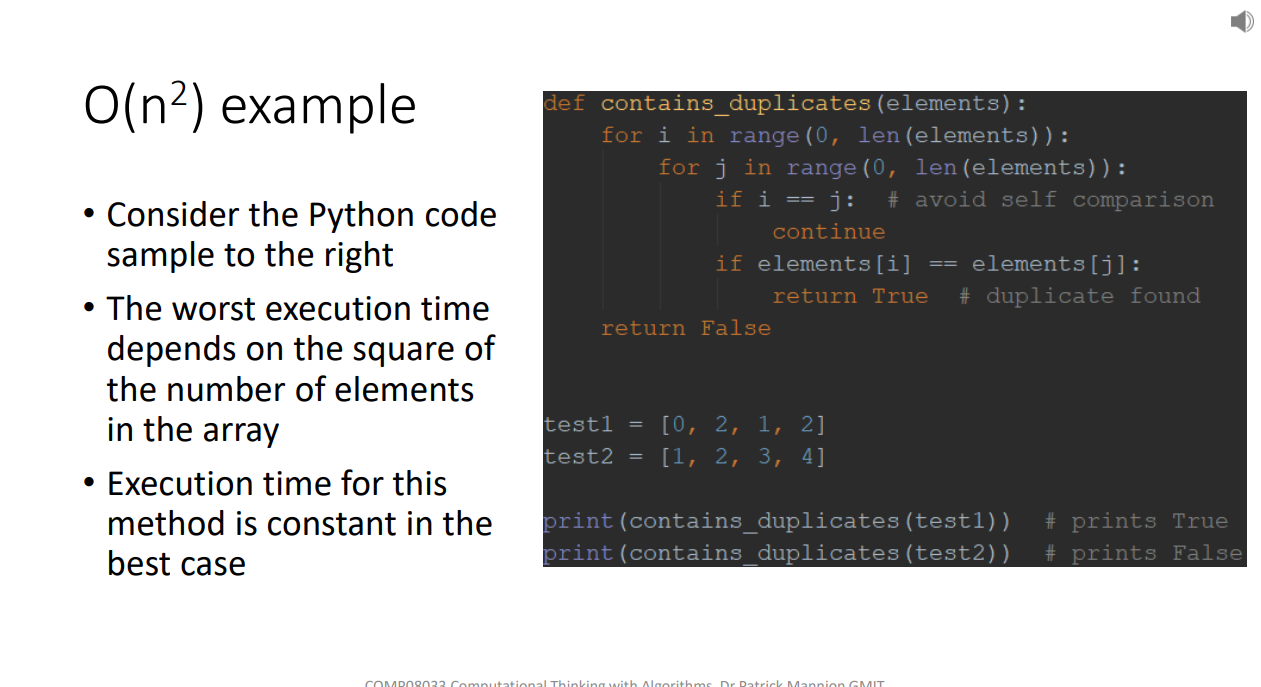 O(n²) example
• Consider the Python code
sample to the right
• The worst execution time
depends on the square of
the number of elements
in the array
• Execution time for this
method is constant in the
best case
def contains_duplicates(elements):
    for i in range(0, len(elements)):
        for j in range(0, len(elements)):
            if i == j:  # avoid self comparison
                continue
            if elements[i] == elements[j]:
                return True  # duplicate found
    return False
test1 = [0, 2, 1, 2]
test2 = [1, 2, 3, 4]
print(contains_duplicates(test1))  # prints True
print(contains_duplicates(test2))  # prints False
COMP08033 Computational Thinking with Algorithms, Dr Patrick Mannion GMIT